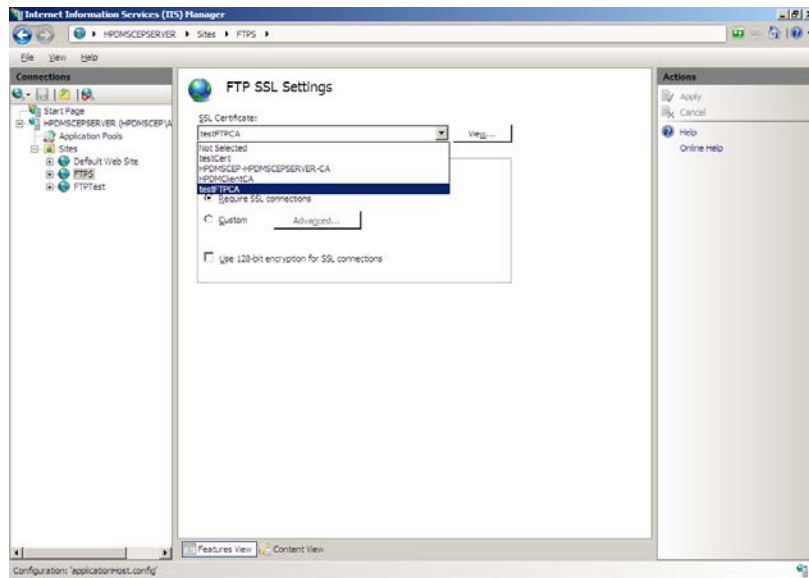 Internet Information Services (IIS) Manager
HPDMSCEPSERVER Sites FTPS
File View Help
Connections
Start Page
HPDMSCEPSERVER (HPDMSCEP\A
Application Pools
Sites
Default Web Site
FTPS
FTPTest
FTP SSL Settings
SSL Certificate:
testFTPCA
View...
Not Selected
testCert
HPDMSCEP-HPDMSCEPSERVER-CA
HPDMClientCA
testFTPCA
Require SSL connections
Custom
Advanced...
Use 128-bit encryption for SSL connections
Features View
Content View
Actions
Apply
Cancel
Help
Online Help
Configuration: 'applicationHost.config'